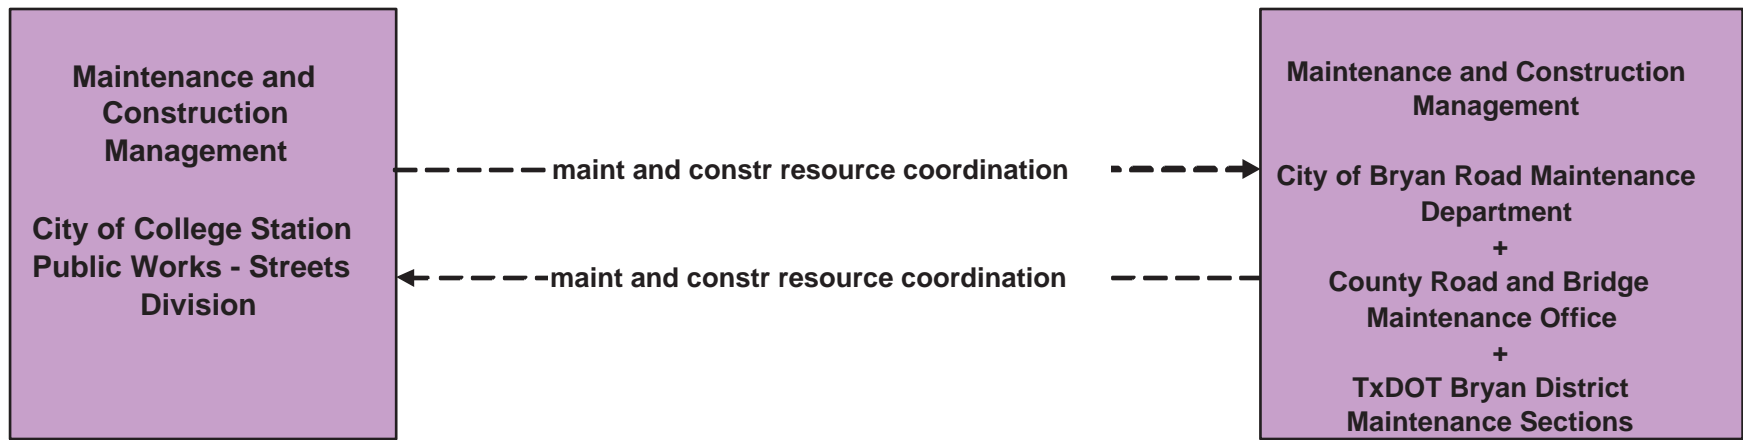 Maintenance and
Construction
Management
City of College Station
Public Works - Streets
Division
maint and constr resource coordination
maint and constr resource coordination
Maintenance and Construction
Management
City of Bryan Road Maintenance
Department
+
County Road and Bridge
Maintenance Office
+
TxDOT Bryan District
Maintenance Sections